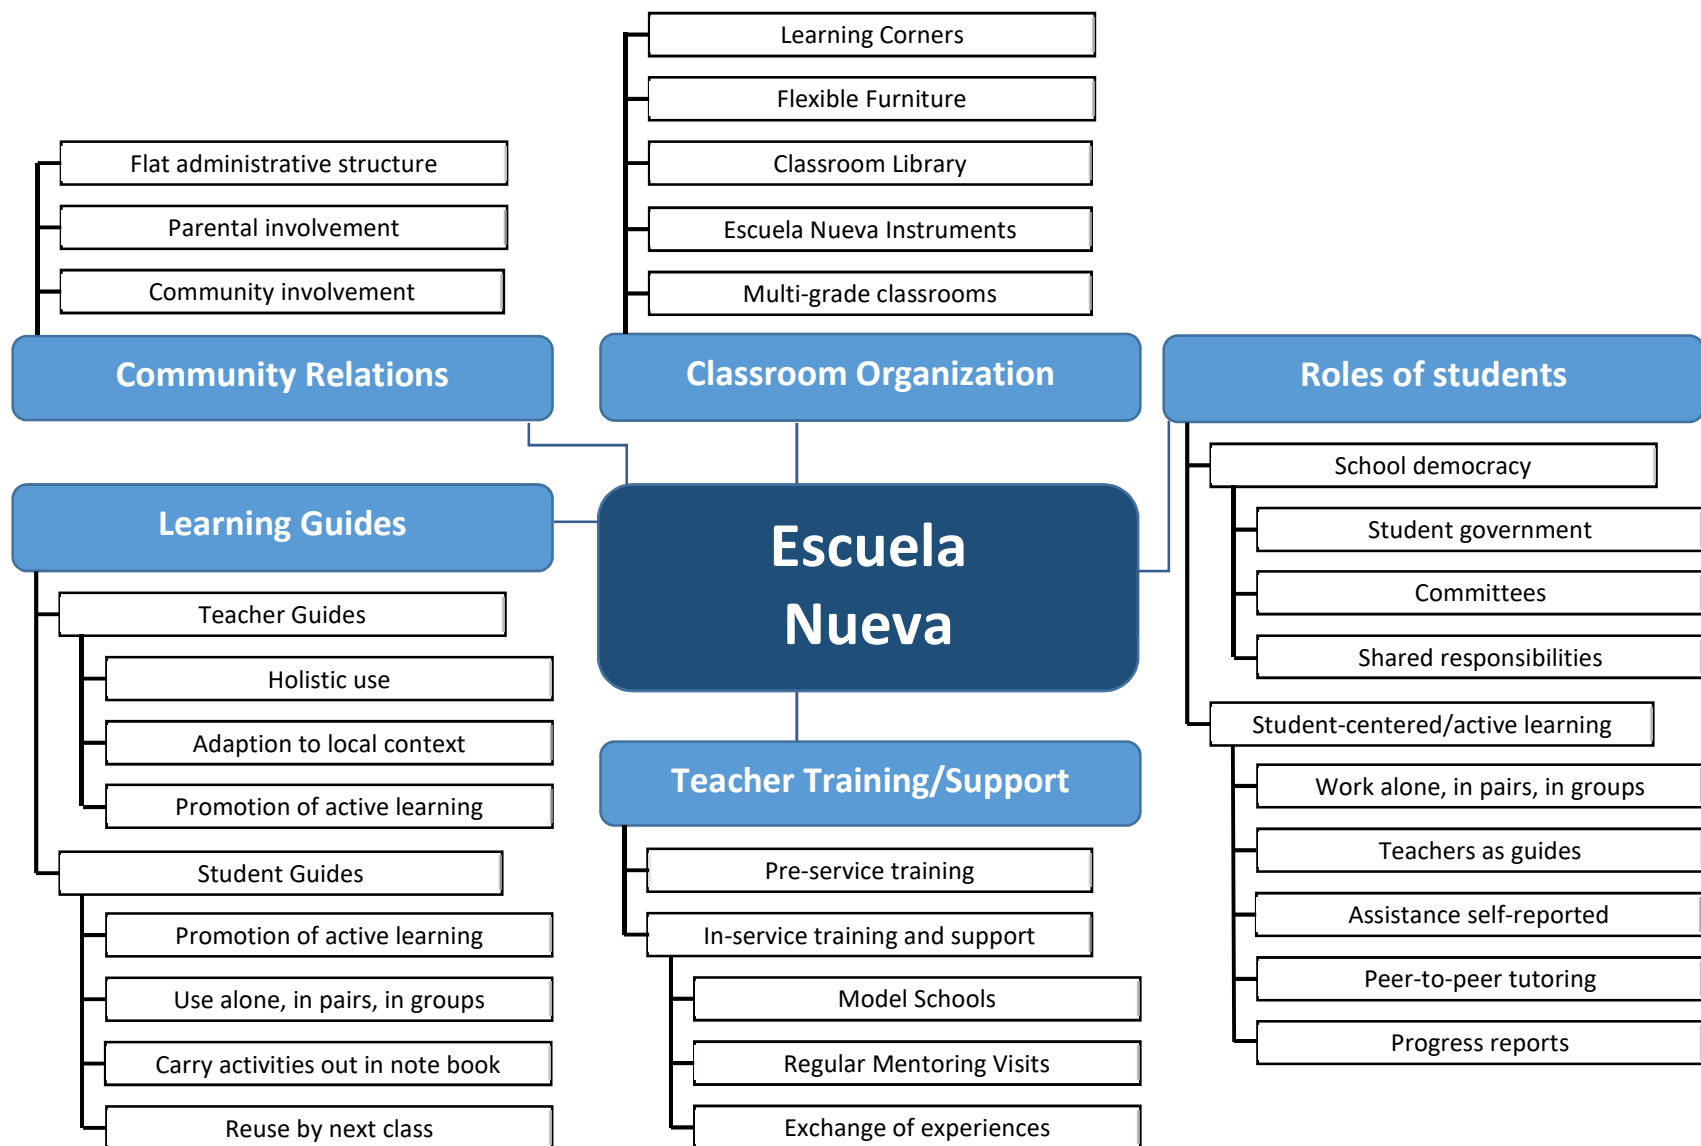 Learning Corners
Flexible Furniture
Classroom Library
Escuela Nueva Instruments
Multi-grade classrooms
Classroom Organization
Flat administrative structure
Parental involvement
Community involvement
Community Relations
Roles of students
School democracy
Student government
Committees
Shared responsibilities
Student-centered/active learning
Work alone, in pairs, in groups
Teachers as guides
Assistance self-reported
Peer-to-peer tutoring
Progress reports
Escuela
Nueva
Learning Guides
Teacher Guides
Holistic use
Adaption to local context
Promotion of active learning
Student Guides
Promotion of active learning
Use alone, in pairs, in groups
Carry activities out in note book
Reuse by next class
Teacher Training/Support
Pre-service training
In-service training and support
Model Schools
Regular Mentoring Visits
Exchange of experiences